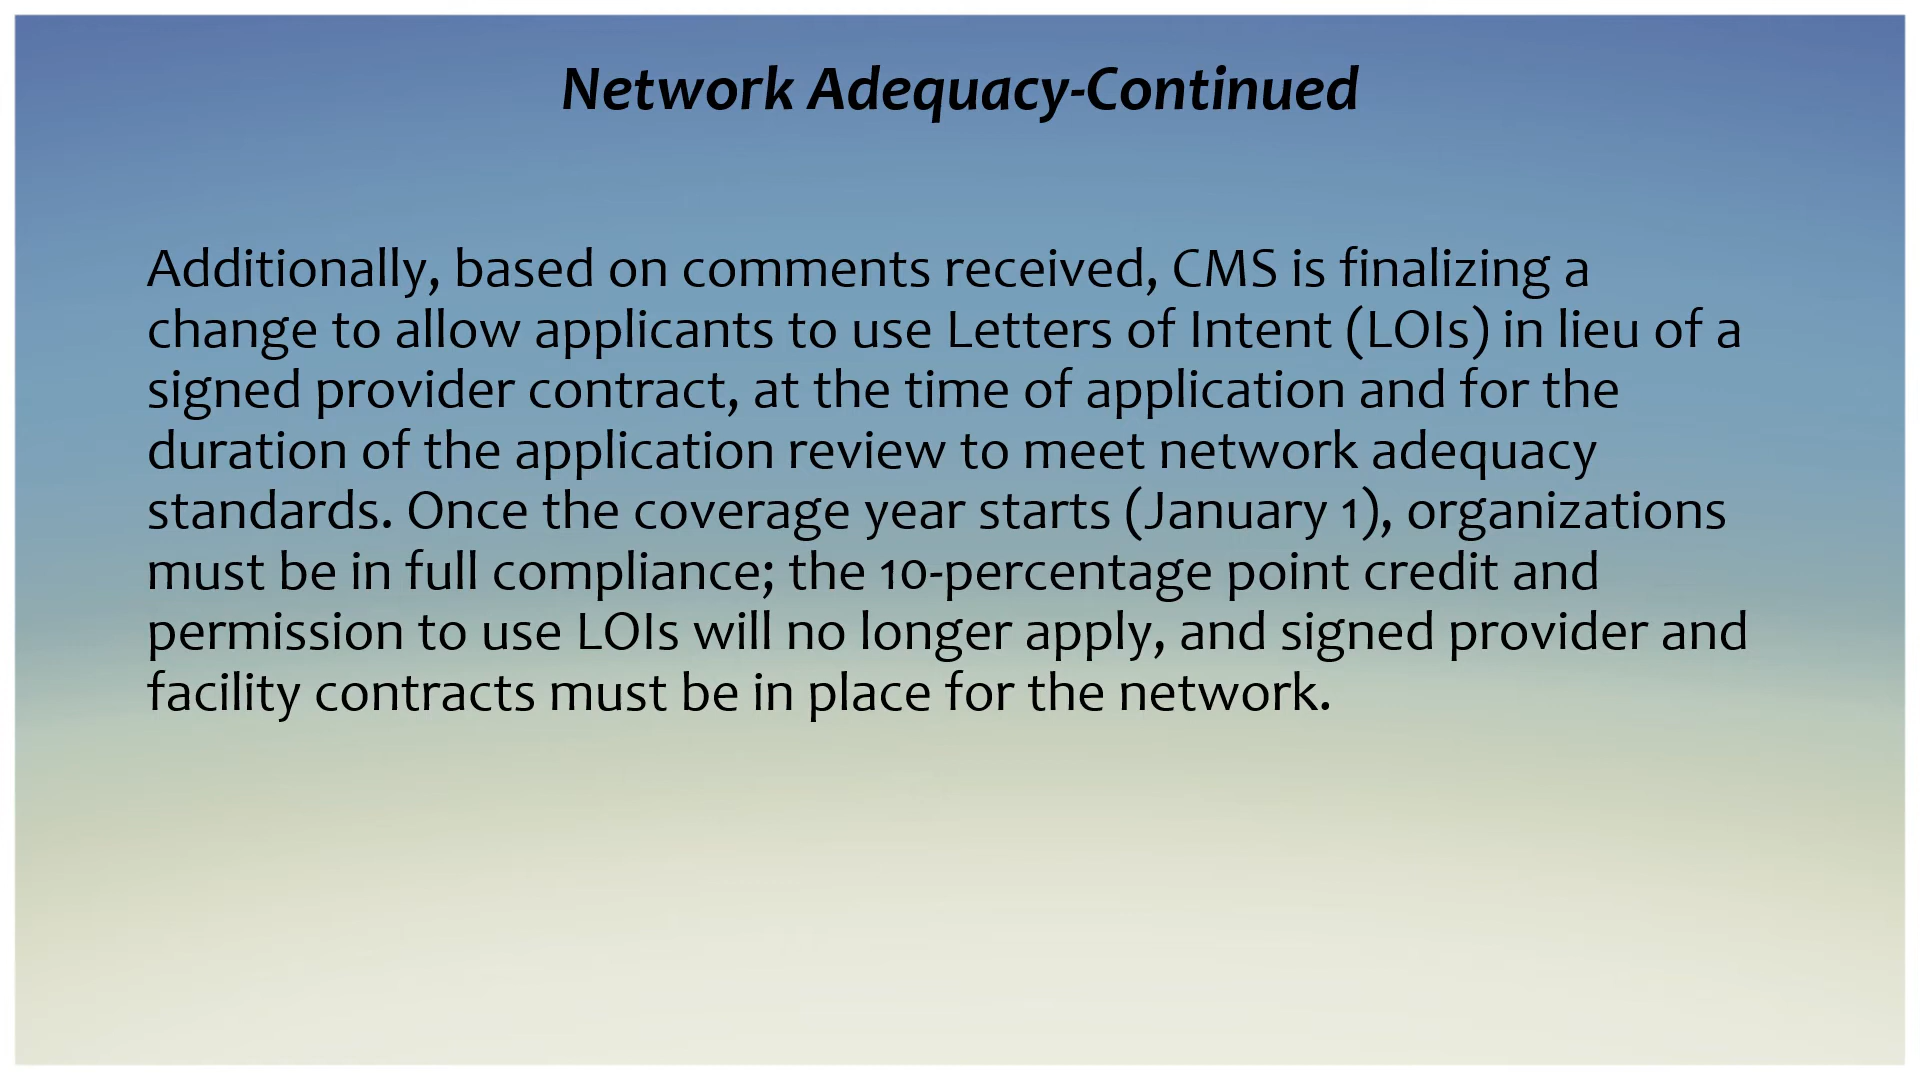 Network Adequacy-Continued
Additionally, based on comments received, CMS is finalizing a
change to allow applicants to use Letters of Intent (LOIs) in lieu of a
signed provider contract, at the time of application and for the
duration of the application review to meet network adequacy
standards. Once the coverage year starts (January 1), organizations
must be in full compliance; the 10-percentage point credit and
permission to use LOIs will no longer apply, and signed provider and
facility contracts must be in place for the network.